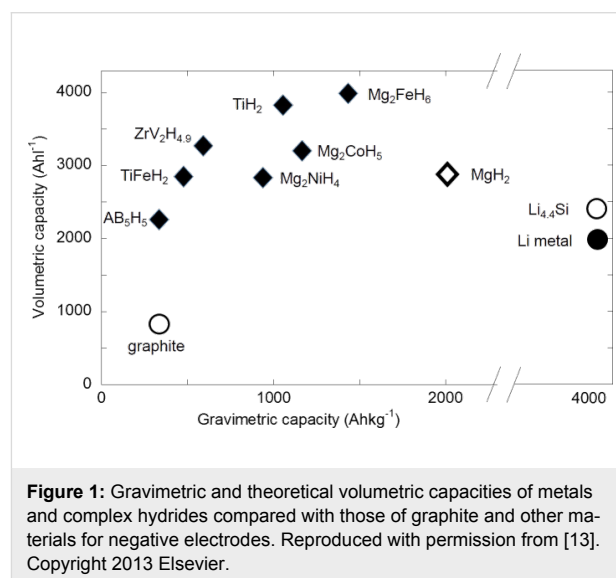 4000
3000
2000
1000
0
Volumetric capacity (Ahl⁻¹)
TiH₂
Mg₂FeH₆
ZrV₂H₄.₉
Mg₂CoH₅
TiFeH₂
Mg₂NiH₄
MgH₂
AB₅H₅
Li₄.₄Si
Li metal
graphite
0 1000 2000 4000
Gravimetric capacity (Ahkg⁻¹)
Figure 1: Gravimetric and theoretical volumetric capacities of metals
and complex hydrides compared with those of graphite and other ma-
terials for negative electrodes. Reproduced with permission from [13].
Copyright 2013 Elsevier.